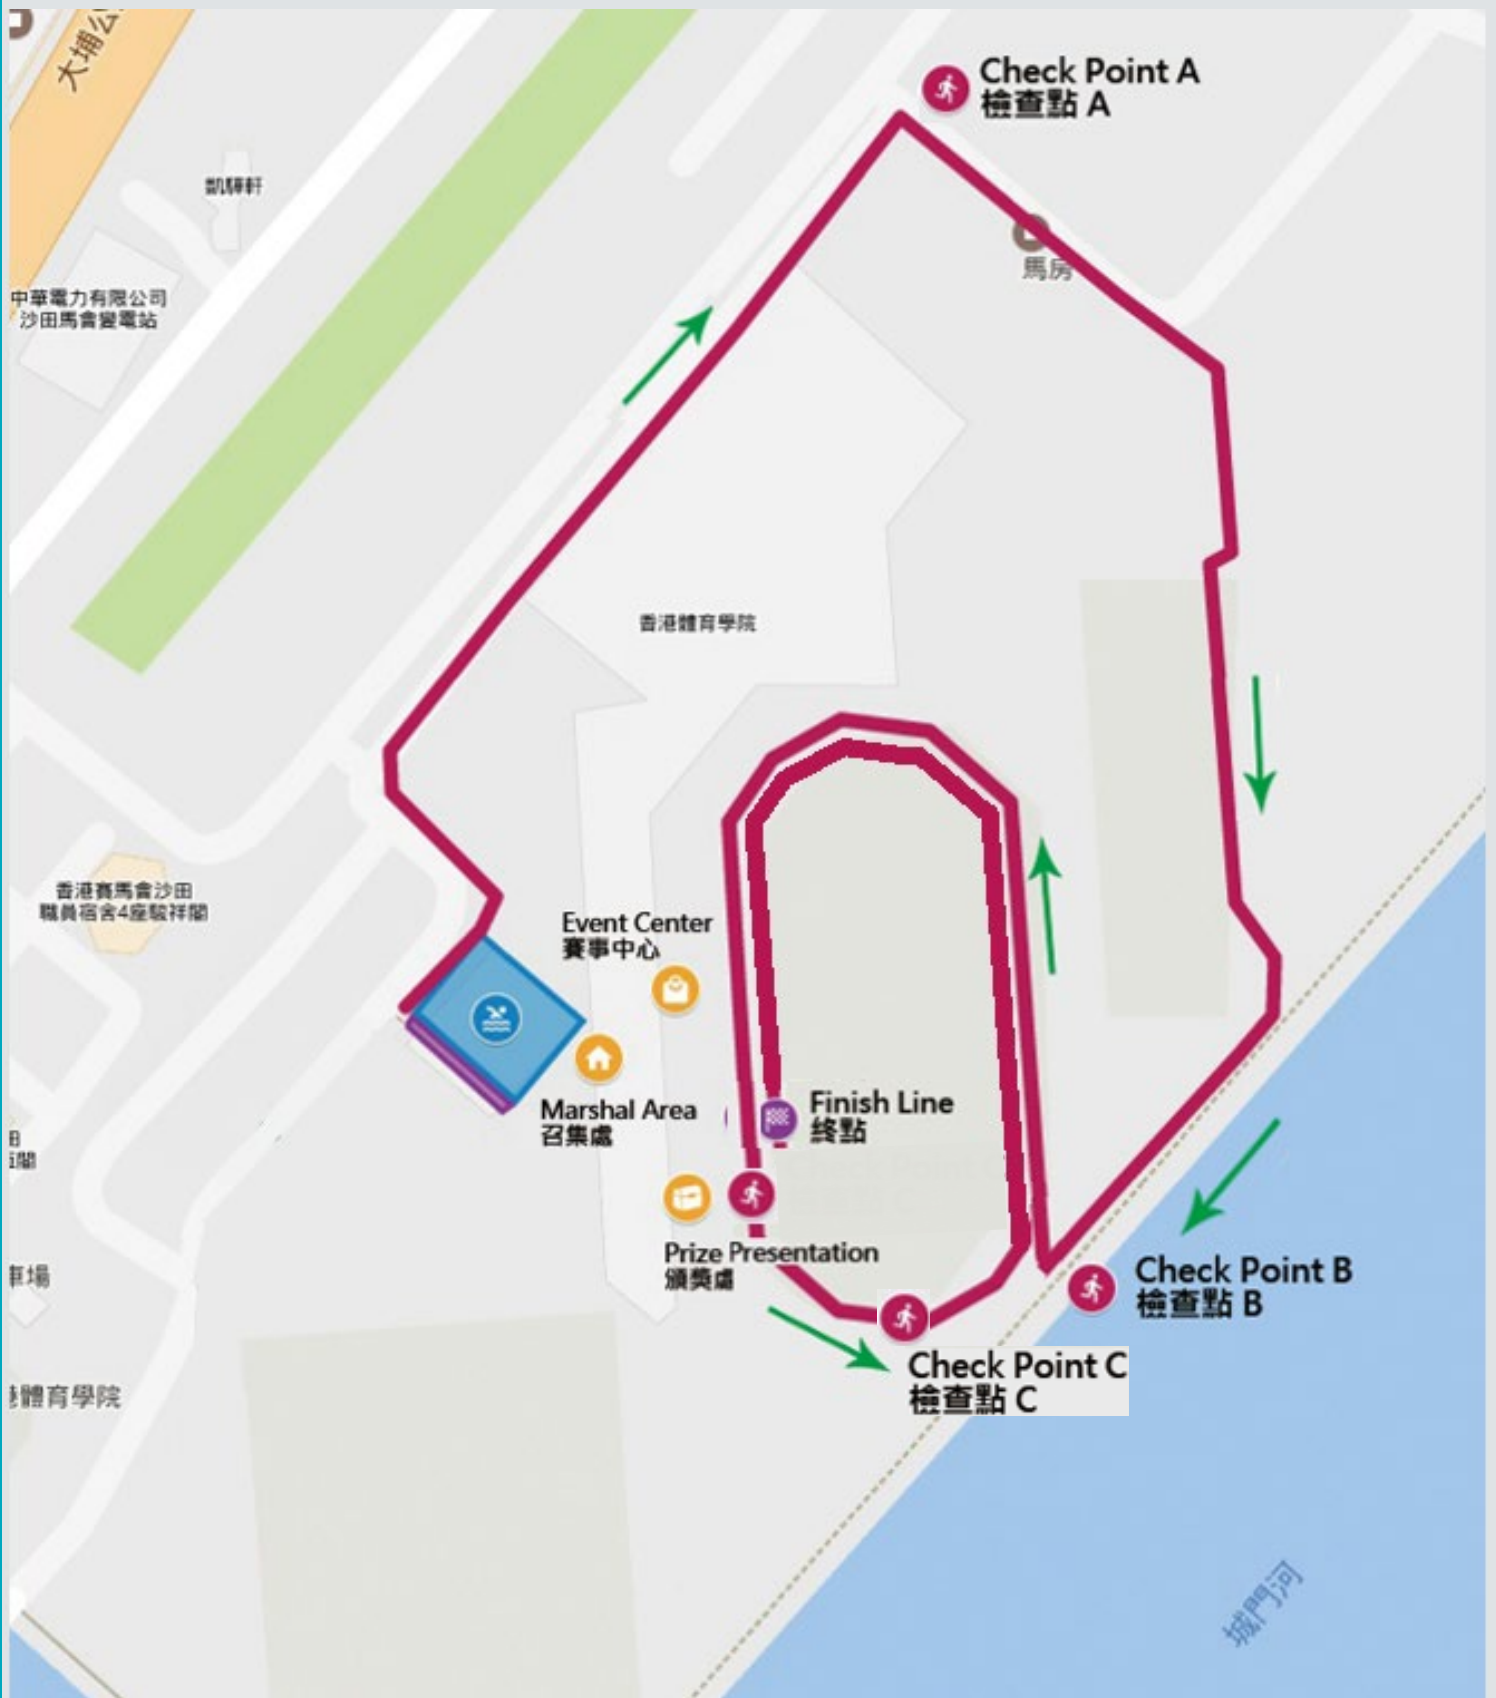 大埔公
Check Point A
檢查點 A
凱驊軒
馬房
中華電力有限公司
沙田馬會變電站
香港體育學院
香港賽馬會沙田
職員宿舍4座駿祥閣
Event Center
賽事中心
Marshal Area
召集處
Finish Line
終點
Prize Presentation
頒獎處
Check Point B
檢查點 B
車場
Check Point C
檢查點 C
港體育學院
城門河